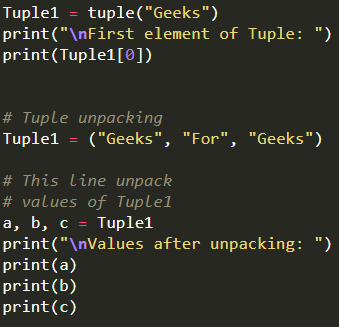 Tuple1 = tuple("Geeks")
print("\nFirst element of Tuple: ")
print(Tuple1[0])
# Tuple unpacking
Tuple1 = ("Geeks", "For", "Geeks")
# This line unpack
# values of Tuple1
a, b, c = Tuple1
print("\nValues after unpacking: ")
print(a)
print(b)
print(c)